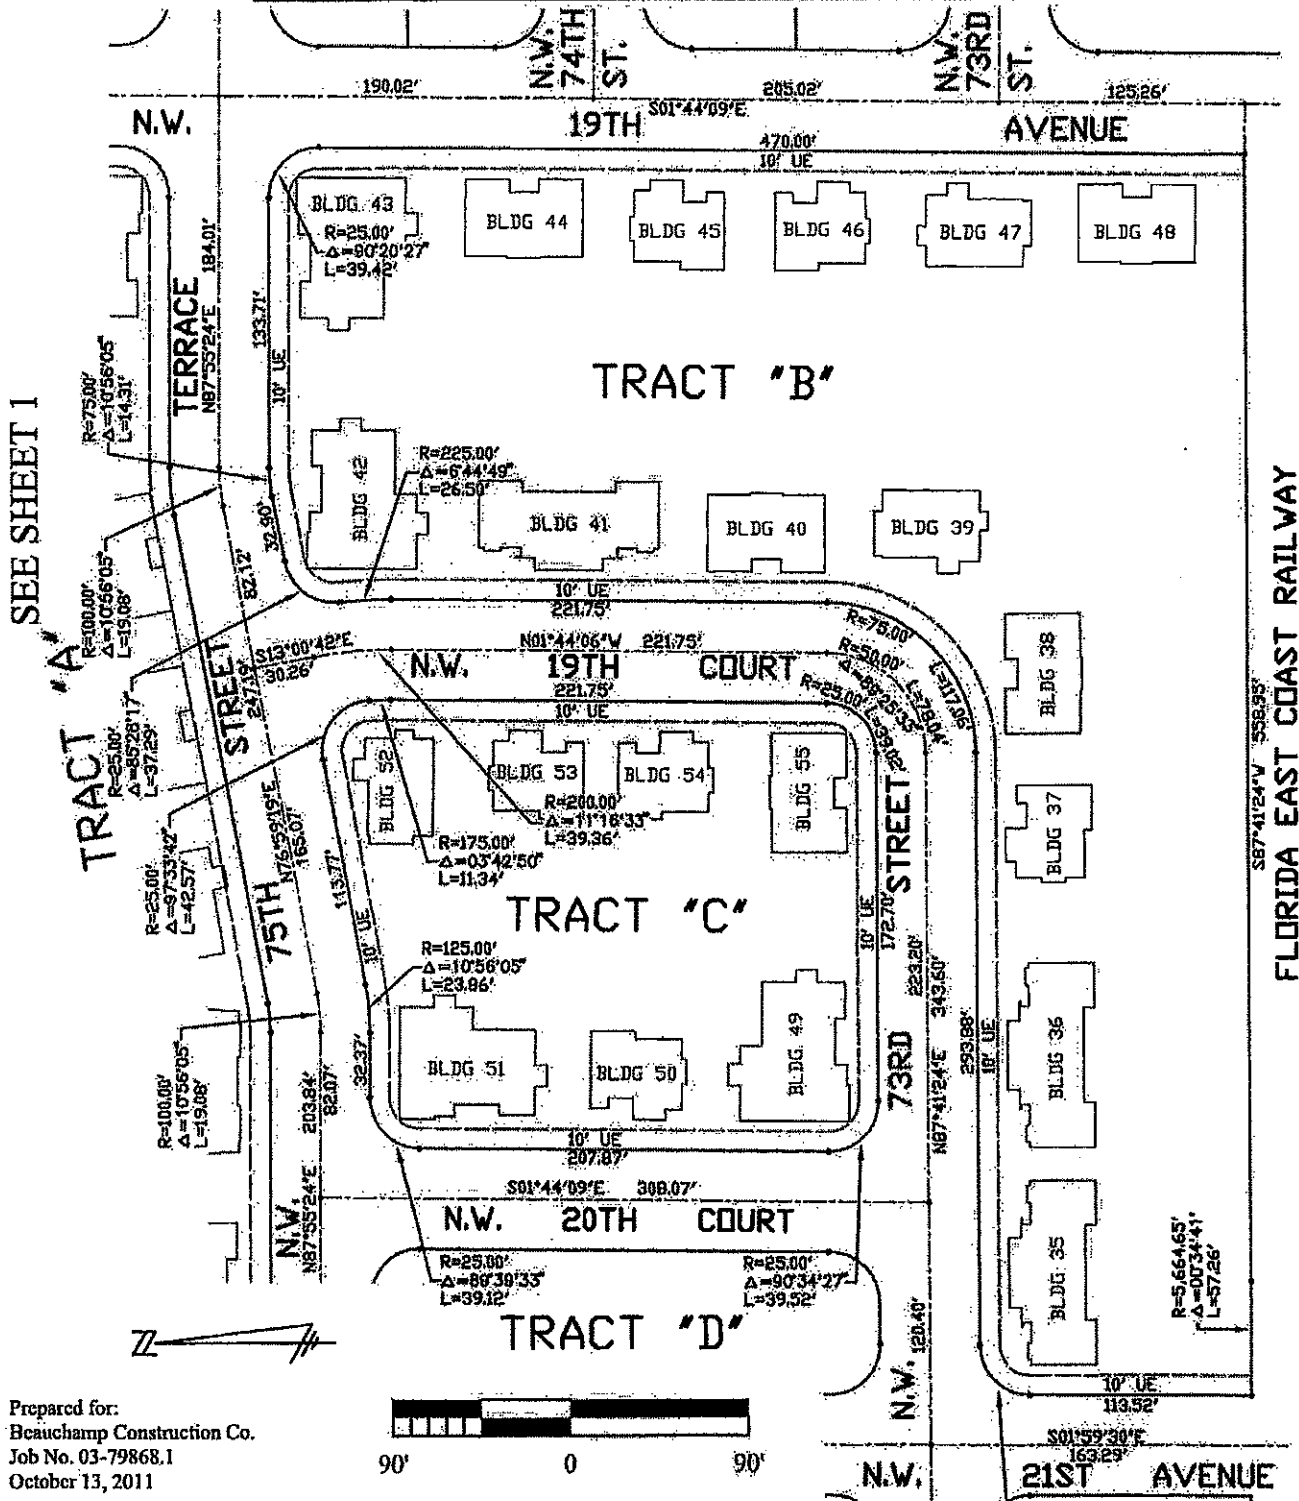 N.W. 74TH ST.
N.W. 73RD ST.
190.02'
205.02'
125.26'
S01°44'09"E
N.W. 19TH AVENUE
470.00'
10' UE
BLDG 43
BLDG 44
BLDG 45
BLDG 46
BLDG 47
BLDG 48
R=25.00'
Δ=90°20'27"
L=39.42'
184.01'
N87°55'24"E
TERRACE
133.71'
10' UE
TRACT "B"
SEE SHEET 1
R=75.00'
Δ=10°56'05"
L=14.31'
R=225.00'
Δ=6°44'49"
L=26.50'
BLDG 42
BLDG 41
BLDG 40
BLDG 39
32.90'
82.12'
R=100.00'
Δ=10°56'05"
L=19.08'
10' UE
221.75'
N01°44'06"W 221.75'
S13°00'42"E
30.26'
N.W. 19TH COURT
221.75'
10' UE
R=75.00'
L=117.06'
R=50.00'
Δ=89°25'33"
L=78.04'
R=25.00'
L=39.02'
BLDG 38
TRACT "A"
STREET
247.19'
R=25.00'
Δ=85°28'17"
L=37.29'
BLDG 52
BLDG 53
BLDG 54
BLDG 55
STREET
BLDG 37
S87°41'24"W 558.95'
FLORIDA EAST COAST RAILWAY
R=200.00'
Δ=11°16'33"
L=39.36'
R=175.00'
Δ=03°42'50"
L=11.34'
R=25.00'
Δ=97°33'42"
L=42.57'
N76°59'19"E
165.07'
113.77'
75TH
10' UE
TRACT "C"
172.70'
10' UE
R=125.00'
Δ=10°56'05"
L=23.86'
223.20'
343.60'
N87°41'24"E
293.88'
10' UE
BLDG 36
R=100.00'
Δ=10°56'05"
L=19.08'
203.84'
82.07'
32.37'
BLDG 51
BLDG 50
BLDG 49
73RD
10' UE
207.87'
S01°44'09"E 308.07'
N.W. 20TH COURT
N.W.
N87°55'24"E
R=25.00'
Δ=89°39'33"
L=39.12'
R=25.00'
Δ=90°34'27"
L=39.52'
BLDG 35
R=5,664.65'
Δ=00°34'41"
L=57.26'
TRACT "D"
120.40'
N.W.
10' UE
113.52'
S01°59'30"E
163.29'
N.W. 21ST AVENUE
90' 0 90'
Prepared for:
Beauchamp Construction Co.
Job No. 03-79868.1
October 13, 2011